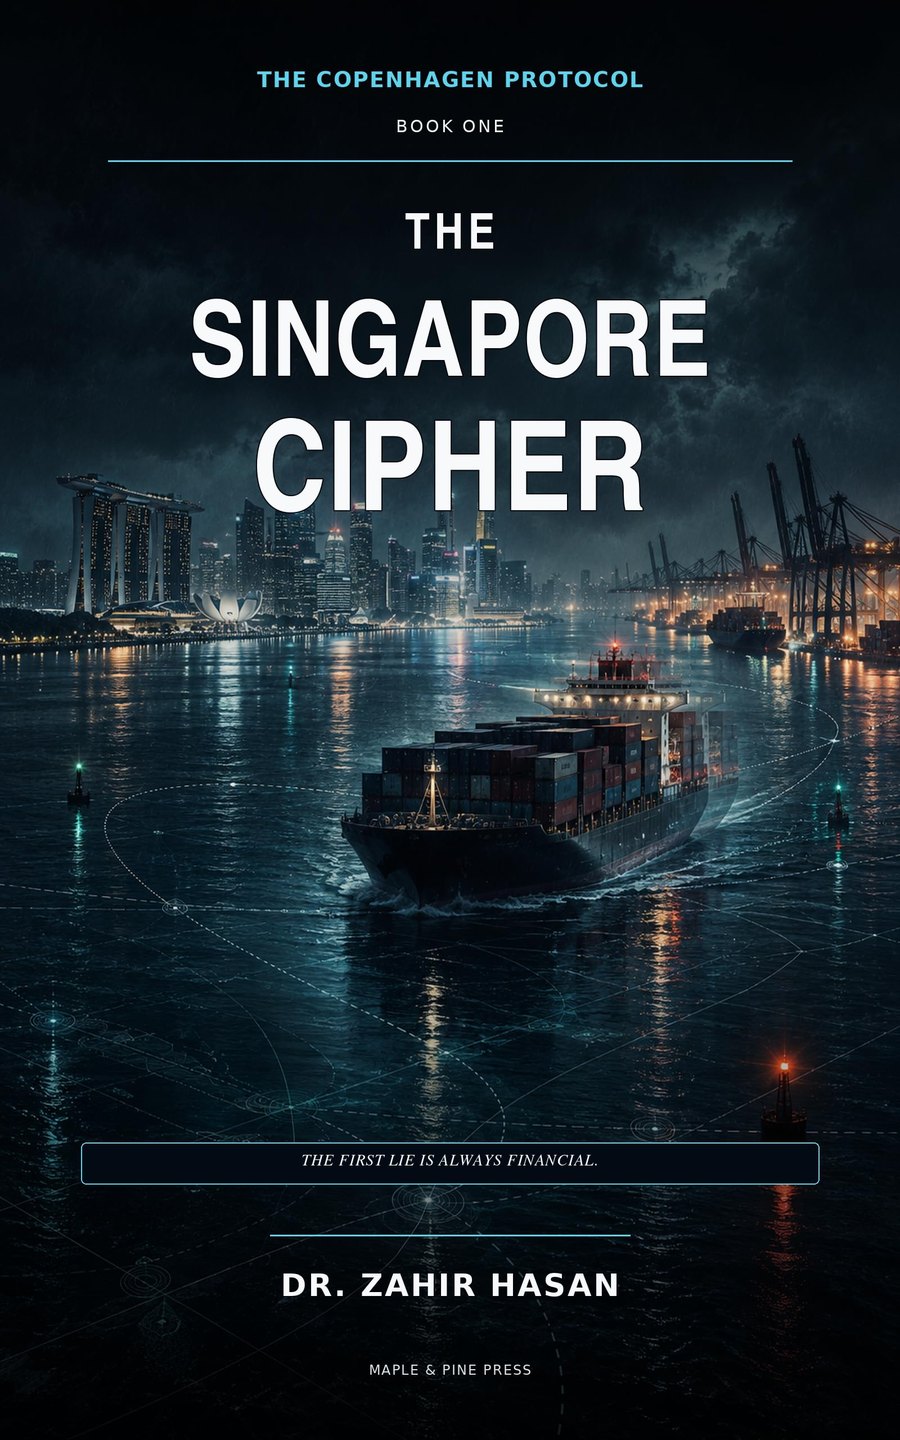 THE COPENHAGEN PROTOCOL
BOOK ONE
THE
SINGAPORE
CIPHER
THE FIRST LIE IS ALWAYS FINANCIAL.
DR. ZAHIR HASAN
MAPLE & PINE PRESS